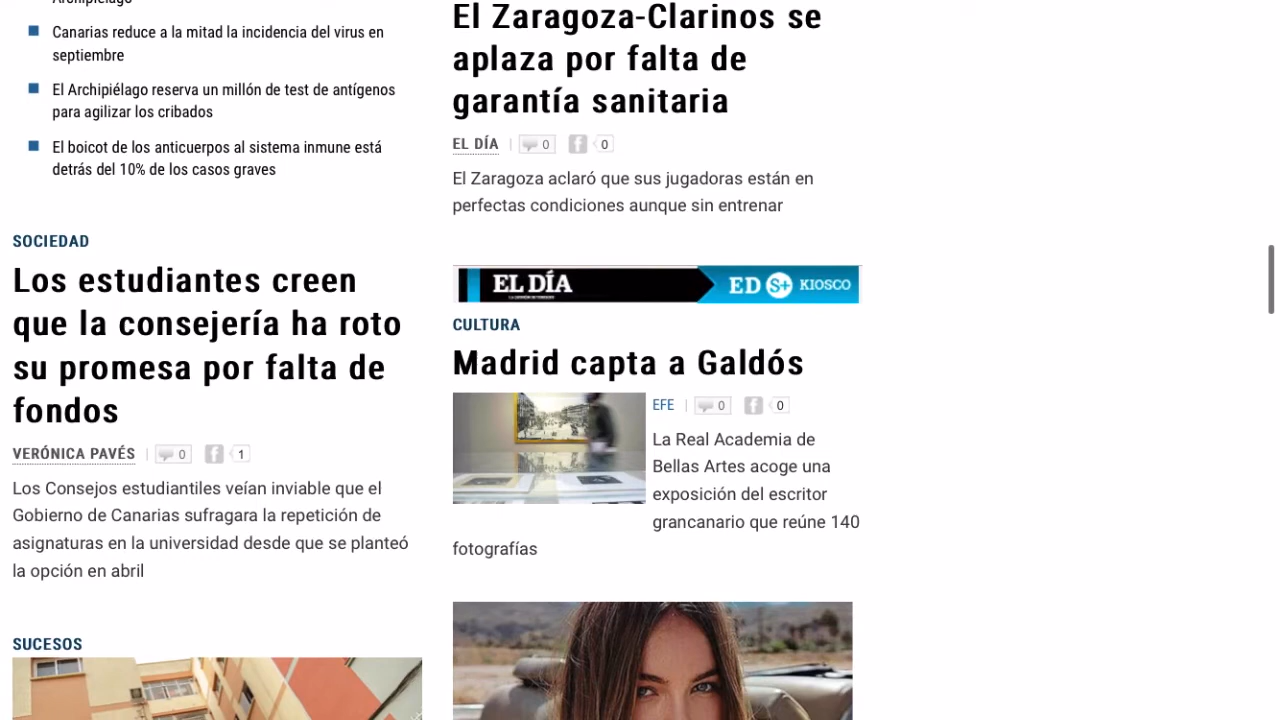 Archipiélago
Canarias reduce a la mitad la incidencia del virus en
septiembre
El Archipiélago reserva un millón de test de antígenos
para agilizar los cribados
El boicot de los anticuerpos al sistema inmune está
detrás del 10% de los casos graves
SOCIEDAD
Los estudiantes creen
que la consejería ha roto
su promesa por falta de
fondos
VERÓNICA PAVÉS | 0 1
Los Consejos estudiantiles veían inviable que el
Gobierno de Canarias sufragara la repetición de
asignaturas en la universidad desde que se planteó
la opción en abril
SUCESOS
El Zaragoza-Clarinos se
aplaza por falta de
garantía sanitaria
EL DÍA | 0 0
El Zaragoza aclaró que sus jugadoras están en
perfectas condiciones aunque sin entrenar
EL DÍA ED S+ KIOSCO
CULTURA
Madrid capta a Galdós
EFE | 0 0
La Real Academia de
Bellas Artes acoge una
exposición del escritor
grancanario que reúne 140
fotografías